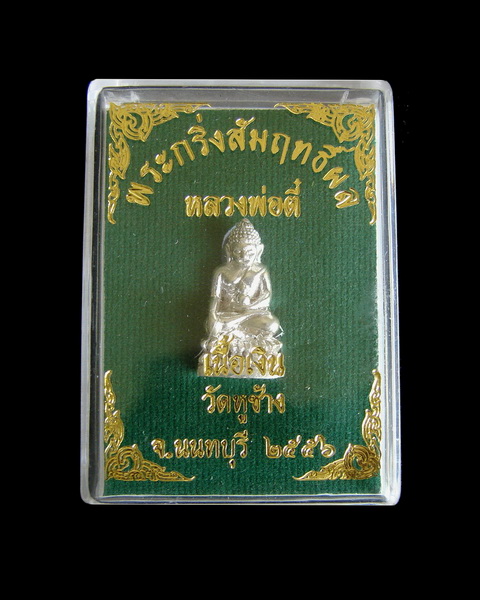 พระกริ่งสัมฤทธิ์ผล
หลวงพ่อตี๋
เนื้อเงิน
วัดหูช้าง
จ.นนทบุรี ๒๕๕๖